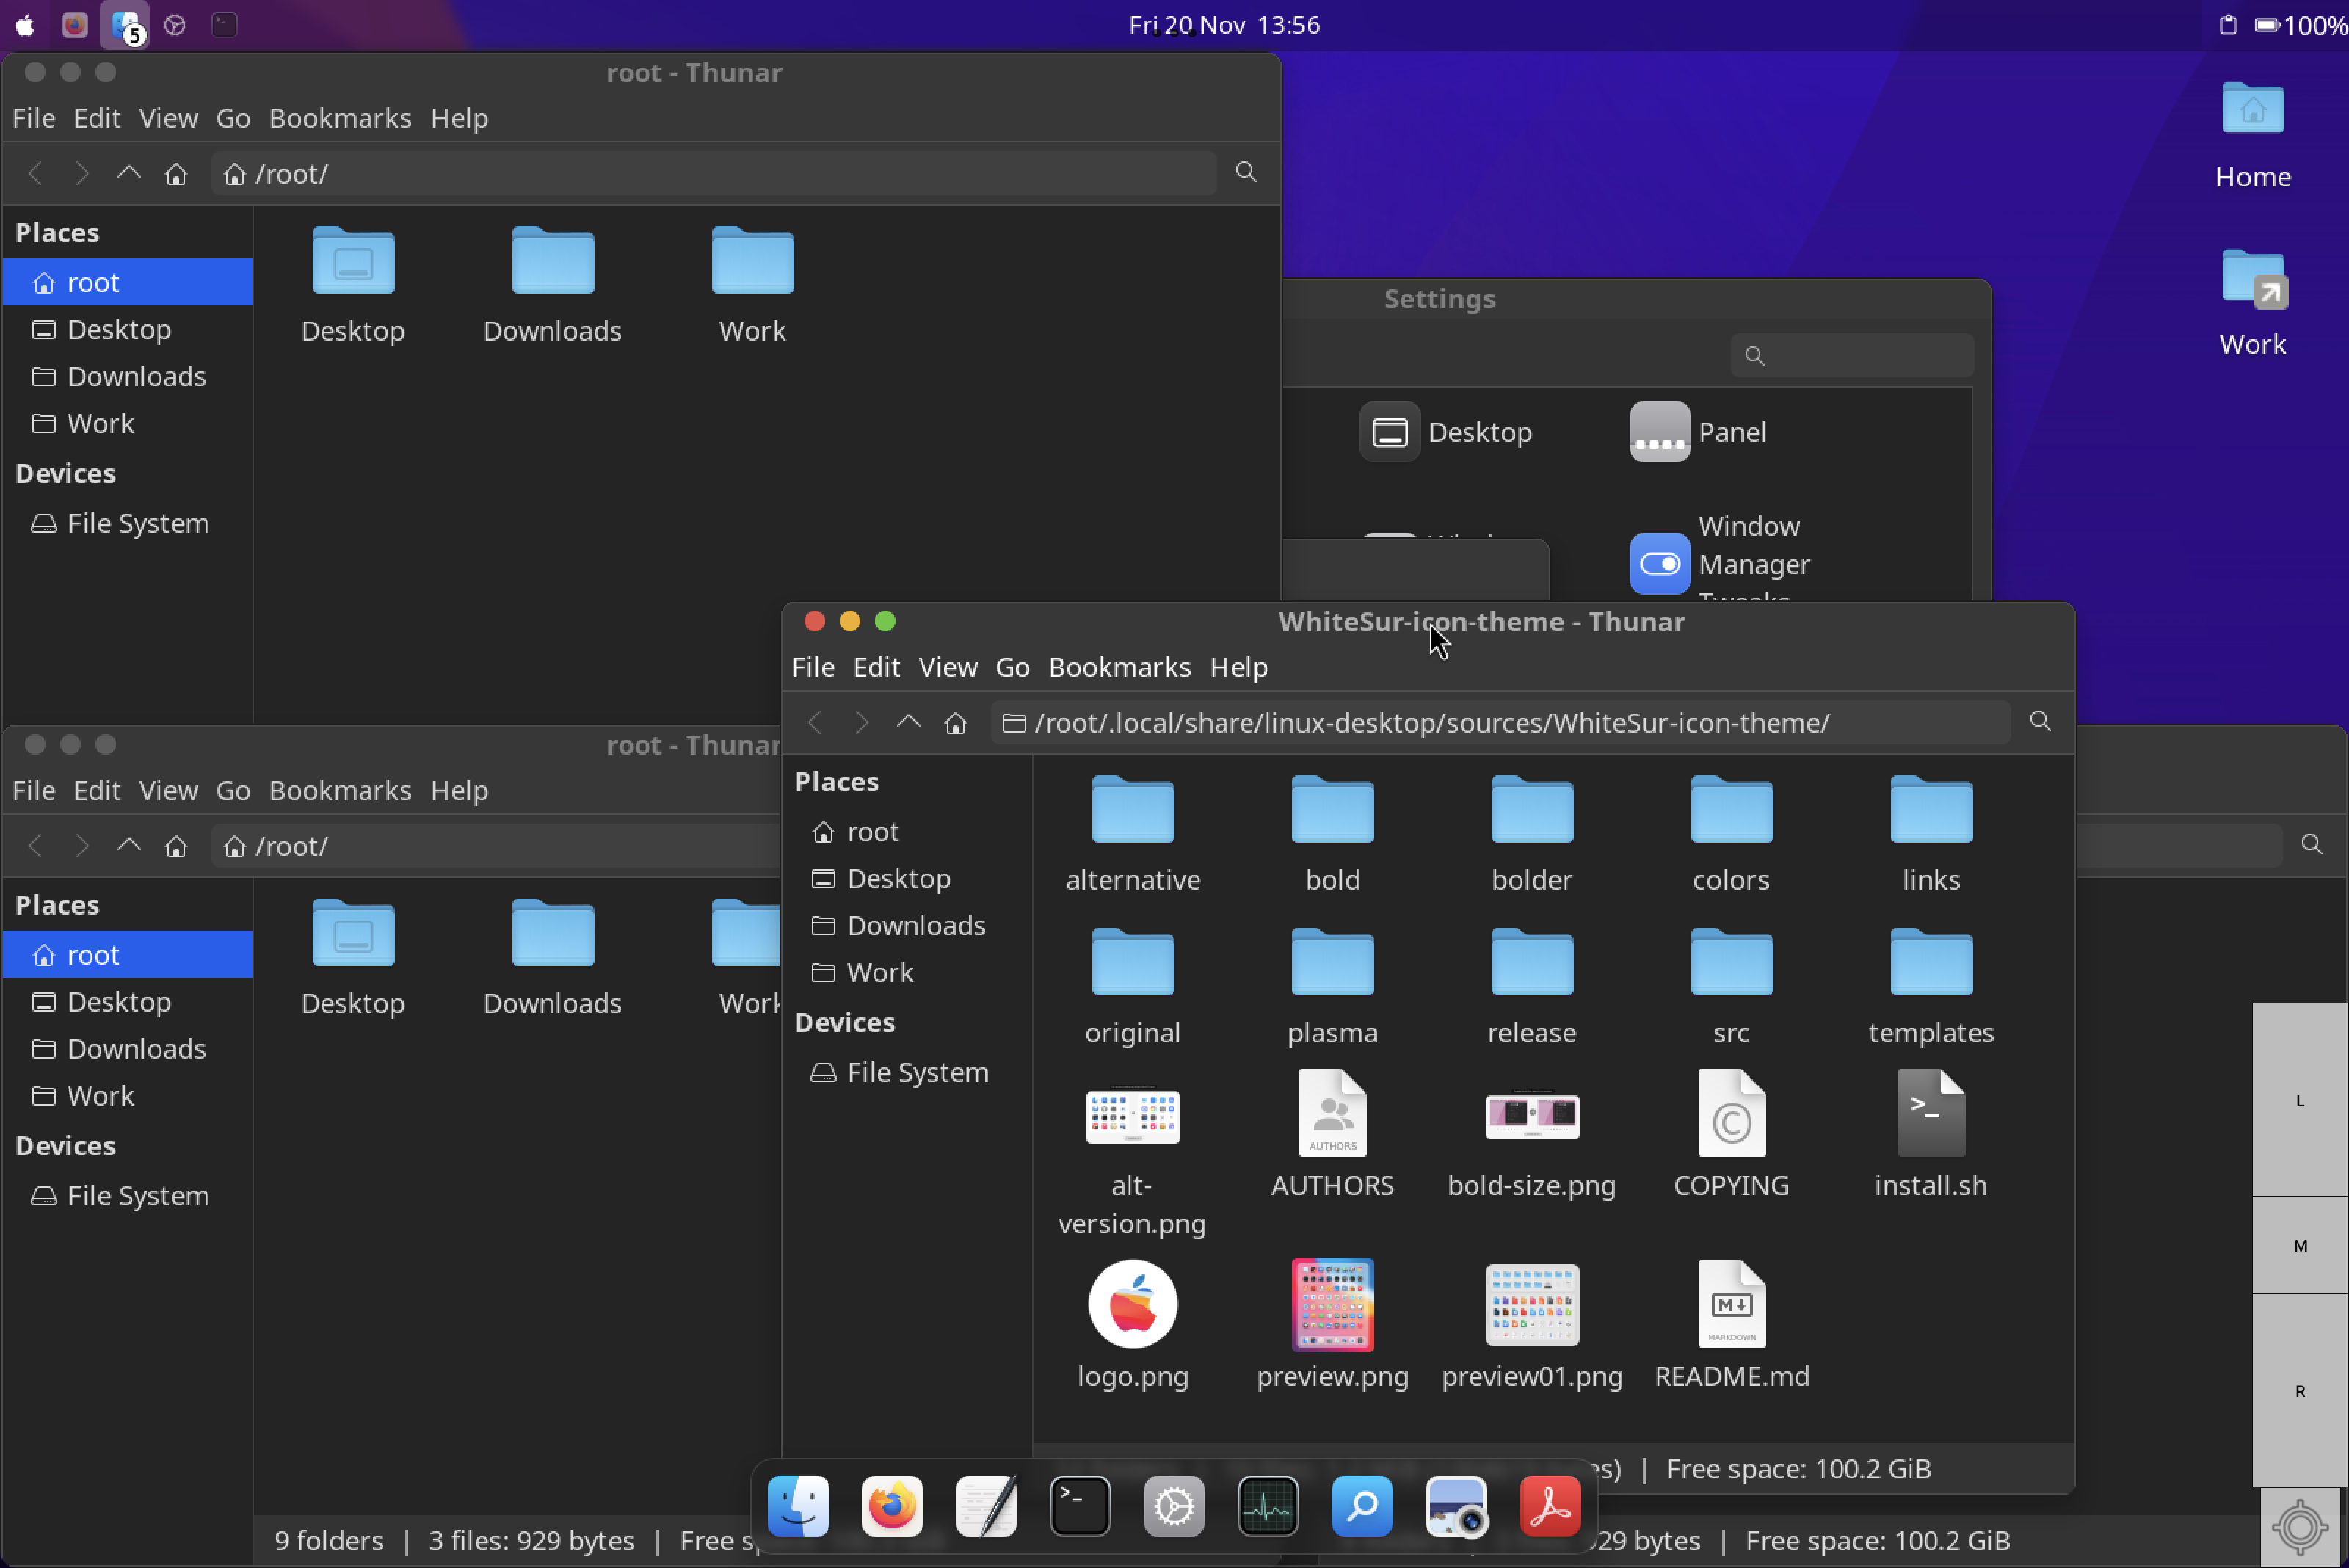 5
Fri 20 Nov 13:56
100%
root - Thunar
File Edit View Go Bookmarks Help
/root/
Places
root
Desktop
Downloads
Work
Devices
File System
Desktop Downloads Work
Home
Work
Settings
Desktop Panel
Window
Manager
Tweaks
root - Thunar
File Edit View Go Bookmarks Help
/root/
Places
root
Desktop
Downloads
Work
Devices
File System
Desktop Downloads Work
9 folders | 3 files: 929 bytes | Free
WhiteSur-icon-theme - Thunar
File Edit View Go Bookmarks Help
/root/.local/share/linux-desktop/sources/WhiteSur-icon-theme/
Places
root
Desktop
Downloads
Work
Devices
File System
alternative bold bolder colors links
original plasma release src templates
AUTHORS
>_
alt-
version.png AUTHORS bold-size.png COPYING install.sh
MARKDOWN
logo.png preview.png preview01.png README.md
| Free space: 100.2 GiB
>_
29 bytes | Free space: 100.2 GiB
L
M
R